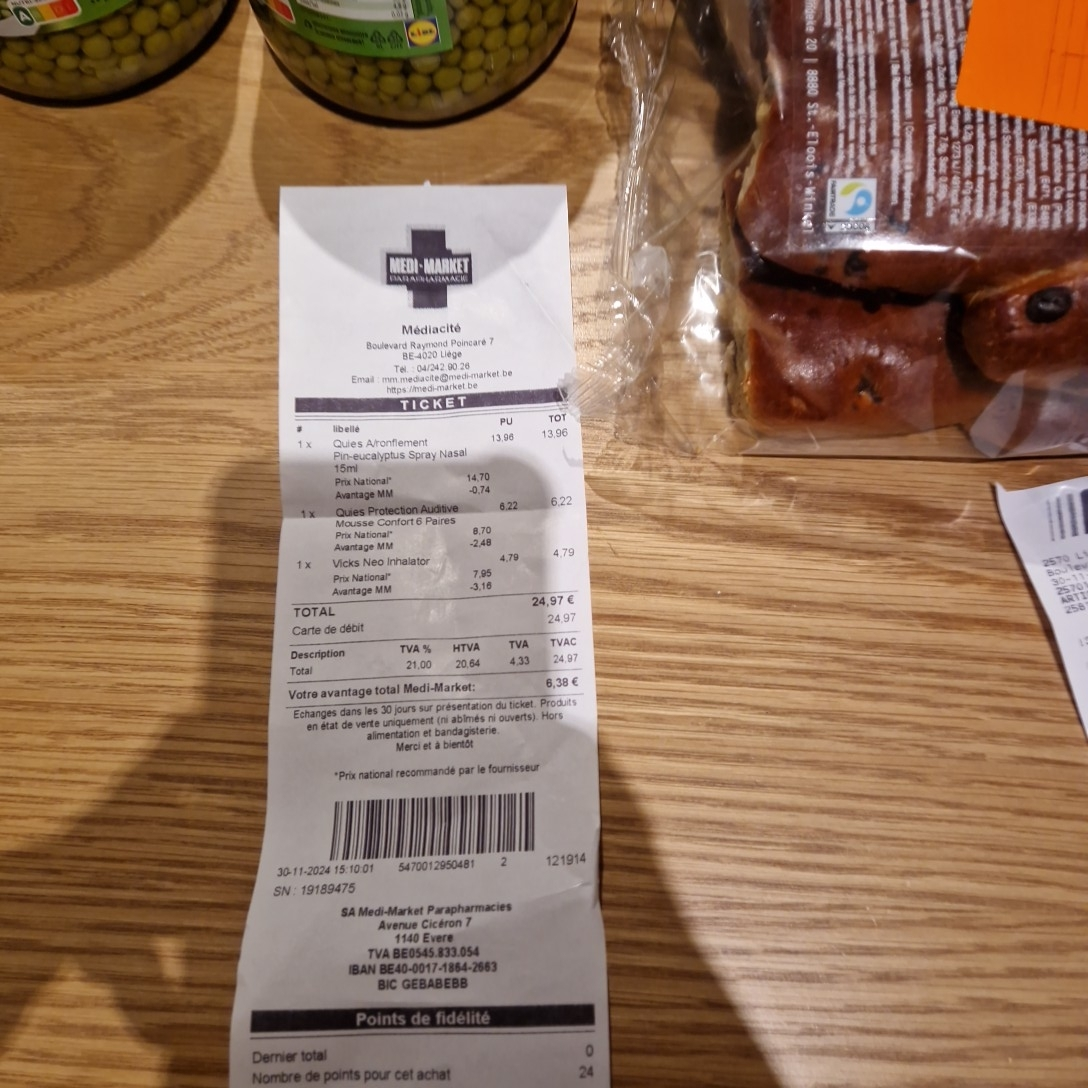 LIDL
20 | 8880 St.-Eloois-Winkel
FAIRTRADE
COCOA
MEDI-MARKET
PARAPHARMACIE
Médiacité
Boulevard Raymond Poincaré 7
BE-4020 Liège
Tél. : 04/242 90 26
Email : mm.mediacite@medi-market.be
https://medi-market.be
TICKET
# libellé PU TOT
1 x Quies A/ronflement 13,96 13,96
Pin-eucalyptus Spray Nasal
15ml
Prix National* 14,70
Avantage MM -0,74
1 x Quies Protection Auditive 6,22 6,22
Mousse Confort 6 Paires
Prix National* 8,70
Avantage MM -2,48
1 x Vicks Neo Inhalator 4,79 4,79
Prix National* 7,95
Avantage MM -3,16
TOTAL 24,97 €
Carte de débit 24,97
Description TVA % HTVA TVA TVAC
Total 21,00 20,64 4,33 24,97
Votre avantage total Medi-Market: 6,38 €
Echanges dans les 30 jours sur présentation du ticket. Produits
en état de vente uniquement (ni abîmés ni ouverts). Hors
alimentation et bandagisterie.
Merci et à bientôt
*Prix national recommandé par le fournisseur
30-11-2024 15:10:01 5470012950481 2 121914
SN : 19189475
SA Medi-Market Parapharmacies
Avenue Cicéron 7
1140 Evere
TVA BE0545.833.054
IBAN BE40-0017-1864-2663
BIC GEBABEBB
Points de fidélité
Dernier total 0
Nombre de points pour cet achat 24
2570